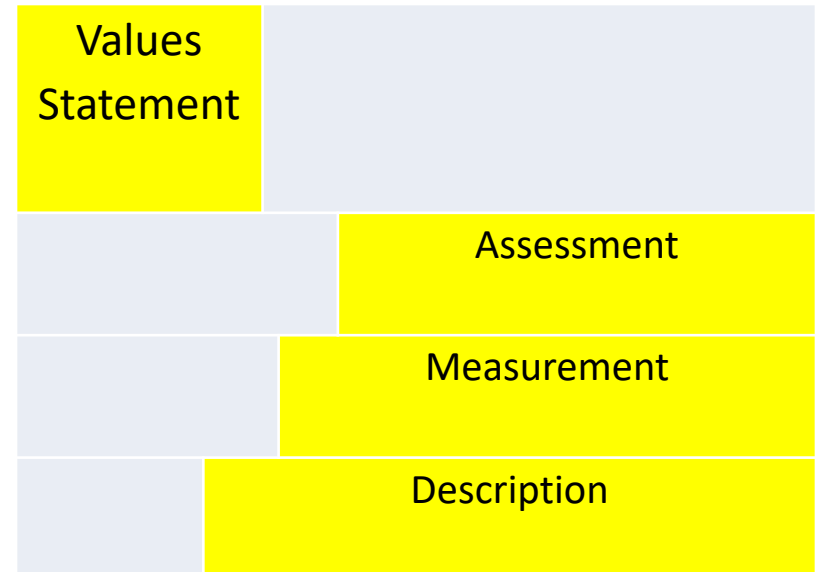 Values
Statement
Assessment
Measurement
Description